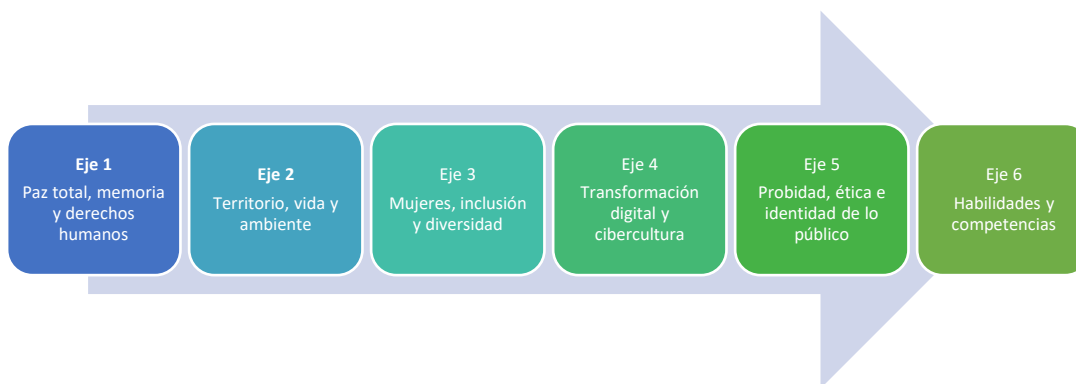 Eje 1
Paz total, memoria
y derechos
humanos
Eje 2
Territorio, vida y
ambiente
Eje 3
Mujeres, inclusión
y diversidad
Eje 4
Transformación
digital y
cibercultura
Eje 5
Probidad, ética e
identidad de lo
público
Eje 6
Habilidades y
competencias